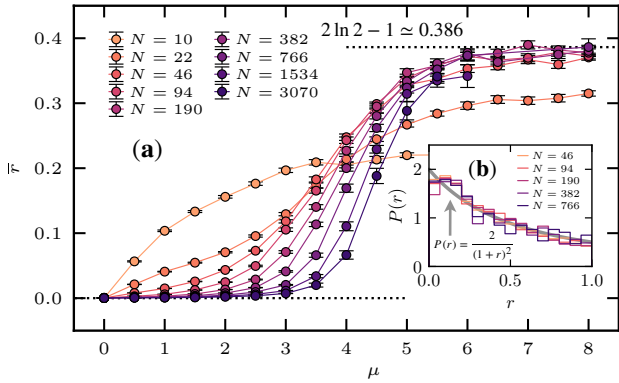 2 ln 2 − 1 ≃ 0.386
N = 10
N = 22
N = 46
N = 94
N = 190
N = 382
N = 766
N = 1534
N = 3070
(a)
r̅
0.4
0.3
0.2
0.1
0.0
0 1 2 3 4 5 6 7 8
μ
(b)
N = 46
N = 94
N = 190
N = 382
N = 766
P(r)
2
1
0
P(r) = 2 / (1 + r)²
0.0 0.5 1.0
r